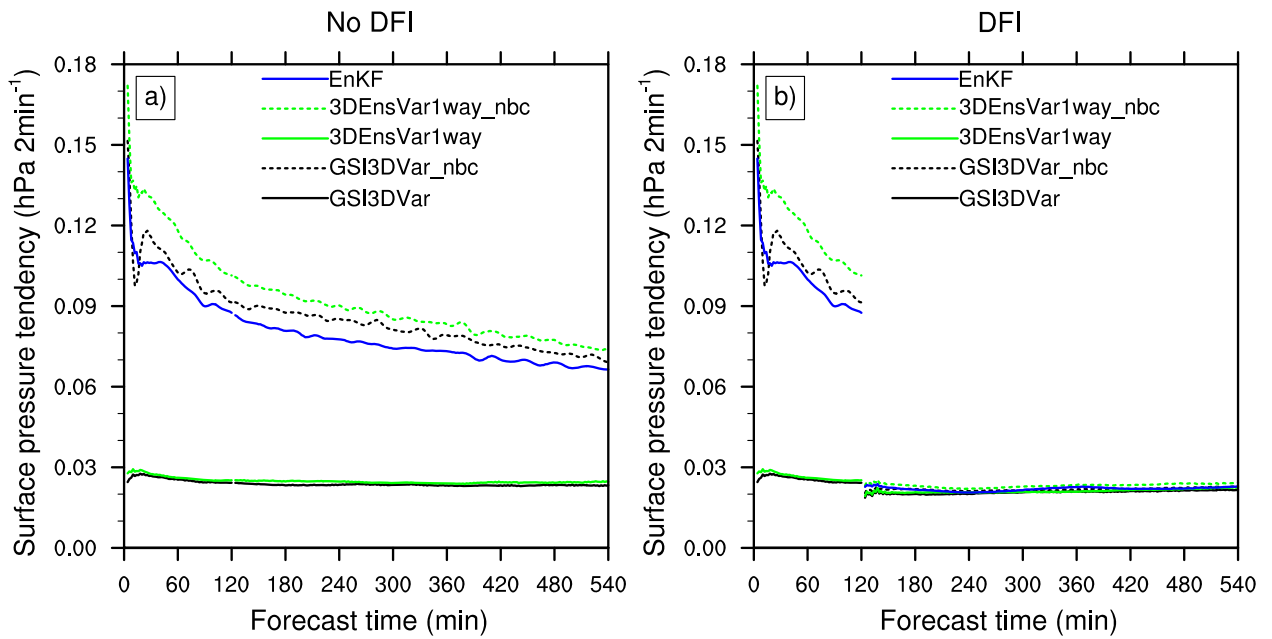 No DFI
DFI
a)
EnKF
3DEnsVar1way_nbc
3DEnsVar1way
GSI3DVar_nbc
GSI3DVar
Surface pressure tendency (hPa 2min⁻¹)
0.18
0.15
0.12
0.09
0.06
0.03
0.00
0 60 120 180 240 300 360 420 480 540
Forecast time (min)
b)
EnKF
3DEnsVar1way_nbc
3DEnsVar1way
GSI3DVar_nbc
GSI3DVar
Surface pressure tendency (hPa 2min⁻¹)
0.18
0.15
0.12
0.09
0.06
0.03
0.00
0 60 120 180 240 300 360 420 480 540
Forecast time (min)